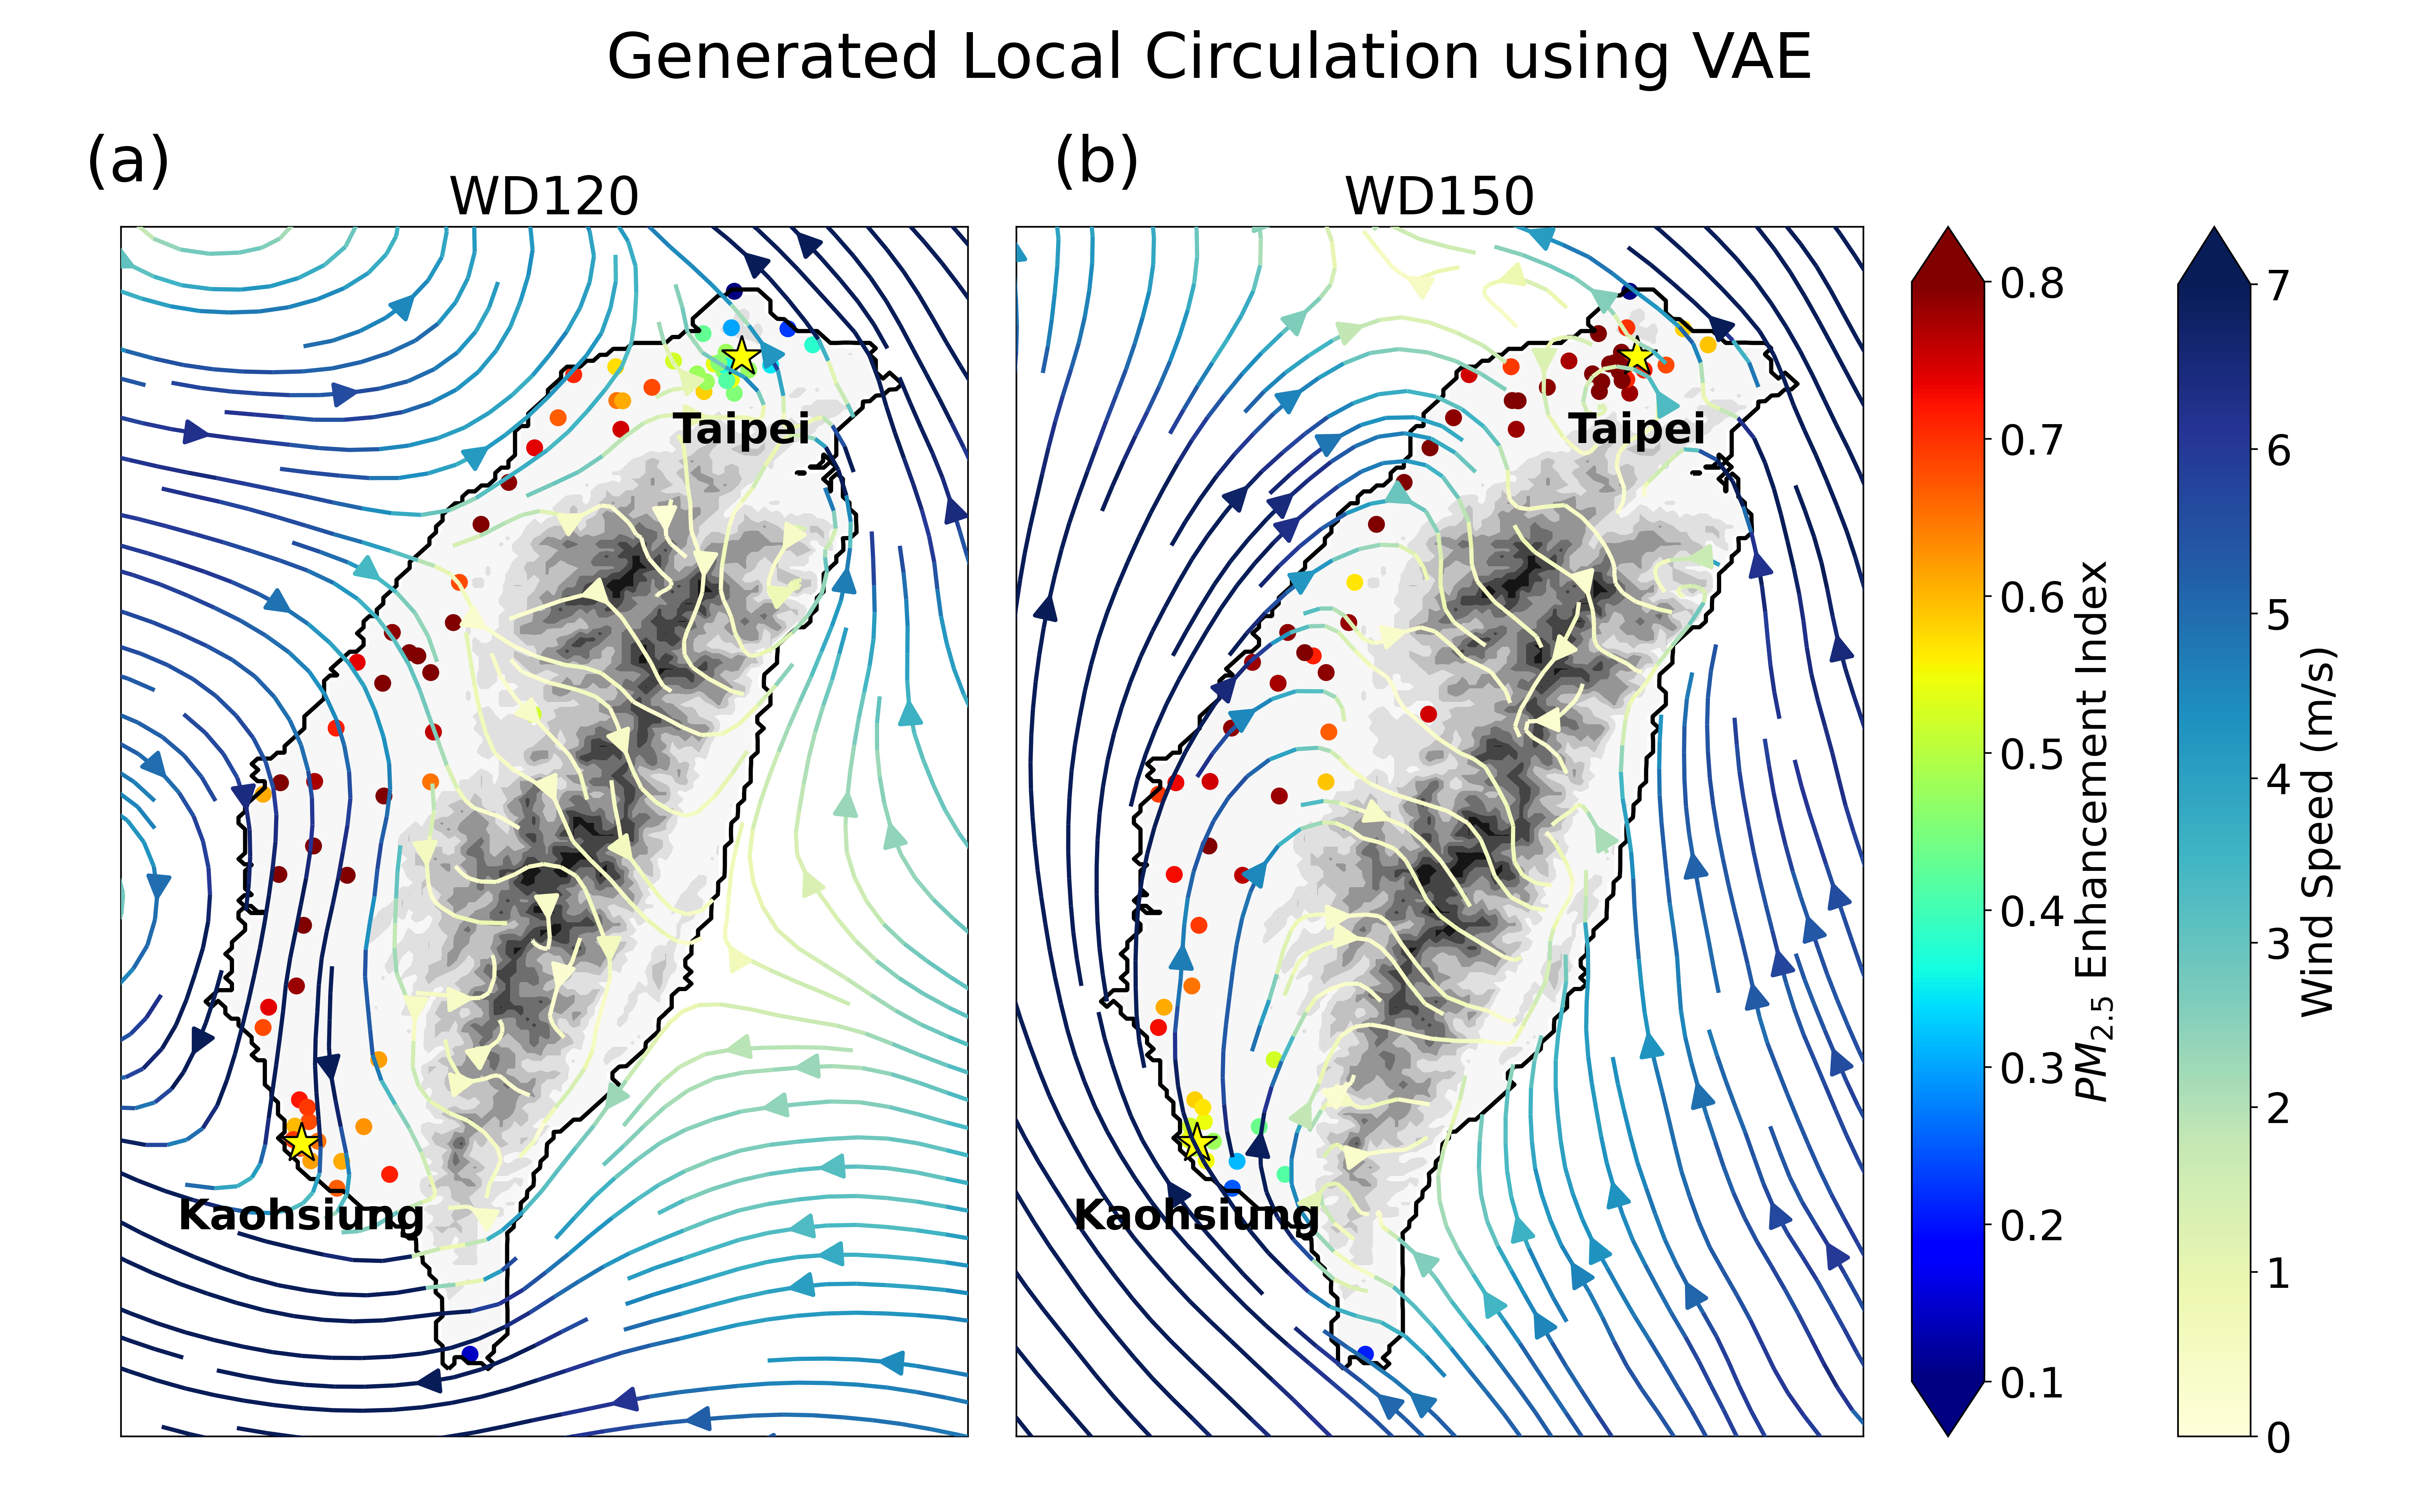 Generated Local Circulation using VAE
(a)
(b)
WD120
WD150
Taipei
Kaohsiung
Taipei
Kaohsiung
0.8
0.7
0.6
0.5
0.4
0.3
0.2
0.1
PM2.5 Enhancement Index
7
6
5
4
3
2
1
0
Wind Speed (m/s)